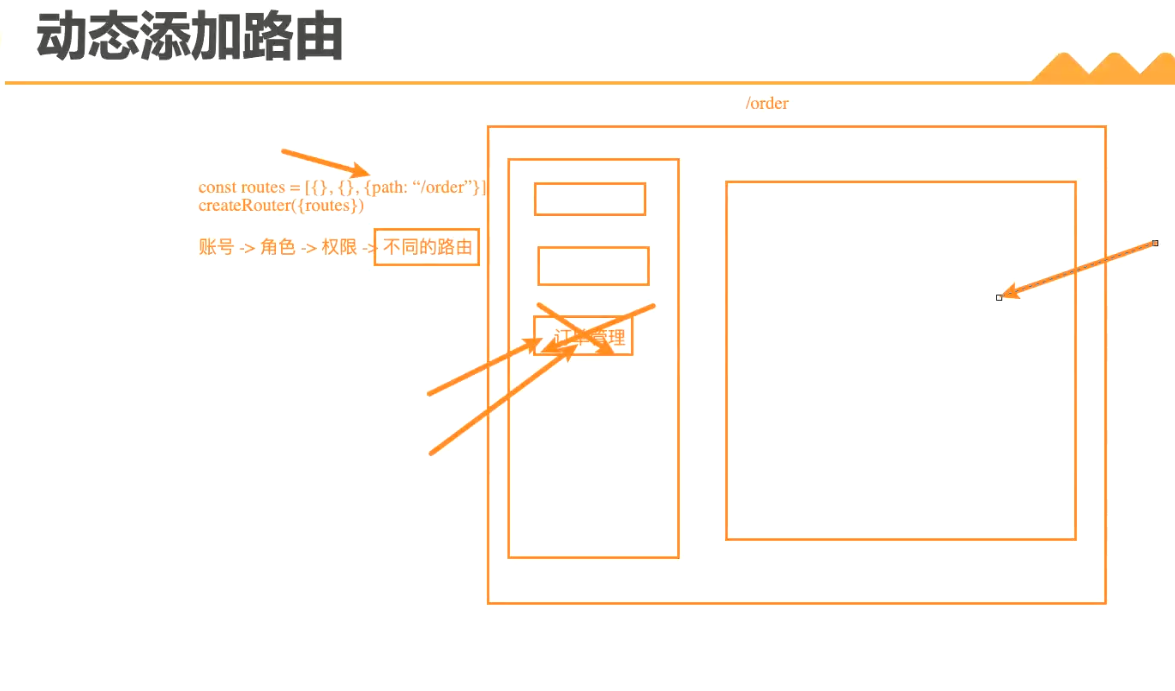 动态添加路由
/order
const routes = [{}, {}, {path: “/order”}]
createRouter({routes})
账号 -> 角色 -> 权限 -> 不同的路由
订单管理